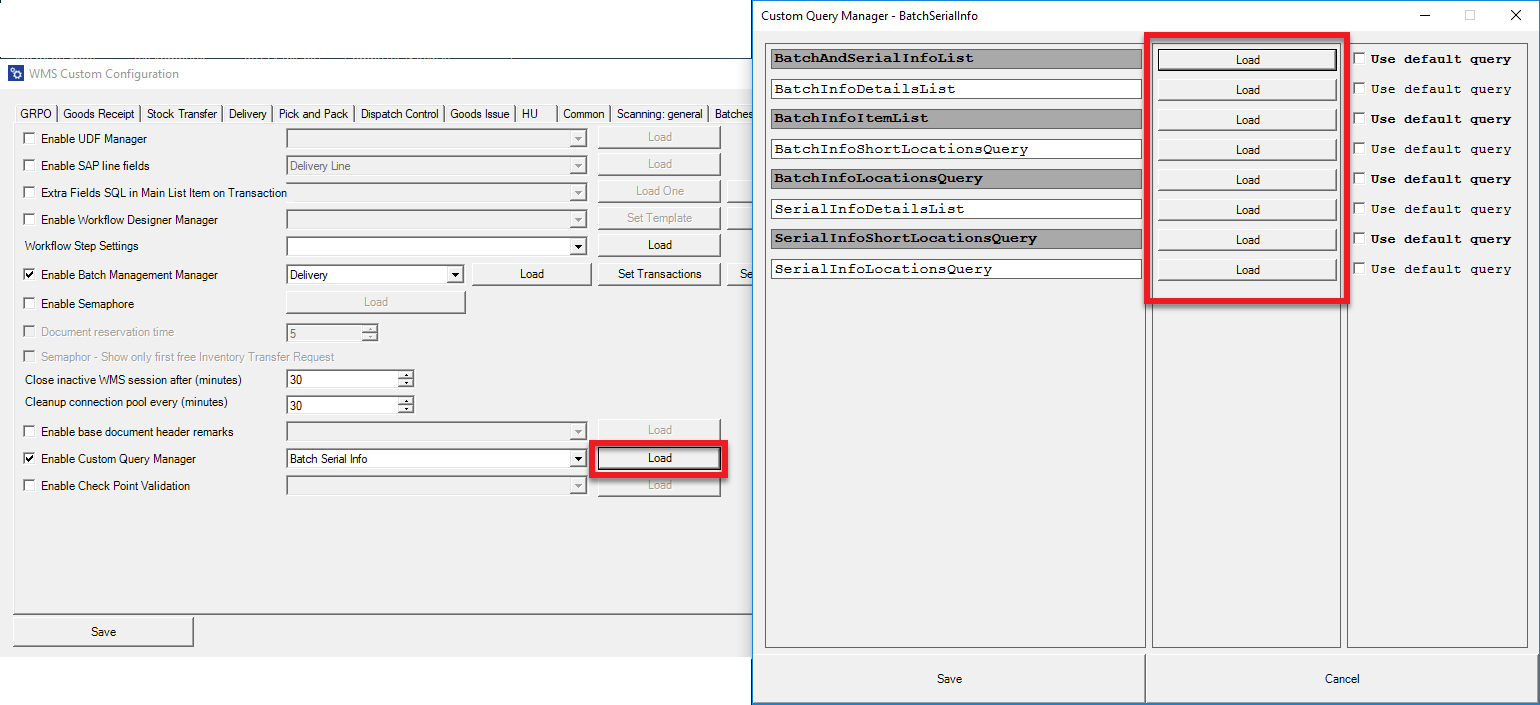 WMS Custom Configuration
GRPO Goods Receipt Stock Transfer Delivery Pick and Pack Dispatch Control Goods Issue HU Common Scanning: general Batches
Enable UDF Manager Load
Enable SAP line fields Delivery Line Load
Extra Fields SQL in Main List Item on Transaction Load One
Enable Workflow Designer Manager Set Template
Workflow Step Settings Load
Enable Batch Management Manager Delivery Load Set Transactions Se
Enable Semaphore Load
Document reservation time 5
Semaphor - Show only first free Inventory Transfer Request
Close inactive WMS session after (minutes) 30
Cleanup connection pool every (minutes) 30
Enable base document header remarks Load
Enable Custom Query Manager Batch Serial Info Load
Enable Check Point Validation Load
Save
Custom Query Manager - BatchSerialInfo
BatchAndSerialInfoList Load Use default query
BatchInfoDetailsList Load Use default query
BatchInfoItemList Load Use default query
BatchInfoShortLocationsQuery Load Use default query
BatchInfoLocationsQuery Load Use default query
SerialInfoDetailsList Load Use default query
SerialInfoShortLocationsQuery Load Use default query
SerialInfoLocationsQuery Load Use default query
Save Cancel